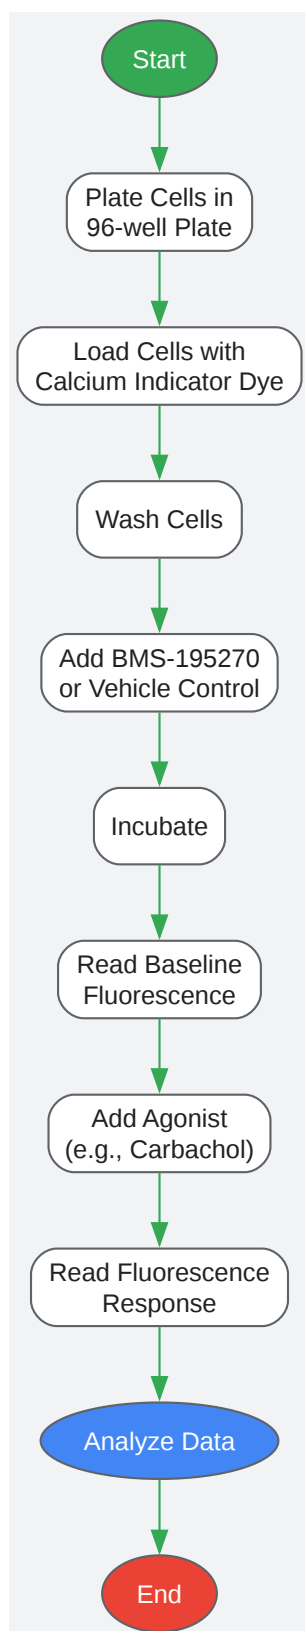 Start
Plate Cells in
96-well Plate
Load Cells with
Calcium Indicator Dye
Wash Cells
Add BMS-195270
or Vehicle Control
Incubate
Read Baseline
Fluorescence
Add Agonist
(e.g., Carbachol)
Read Fluorescence
Response
Analyze Data
End